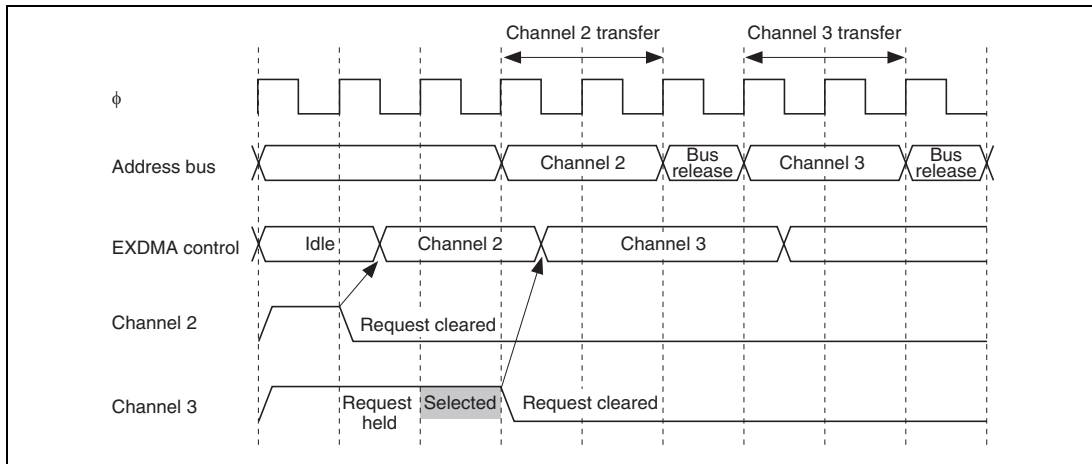 Channel 2 transfer
Channel 3 transfer
ϕ
Address bus
Channel 2
Bus
release
Channel 3
Bus
release
EXDMA control
Idle
Channel 2
Channel 3
Channel 2
Request cleared
Channel 3
Request
held
Selected
Request cleared